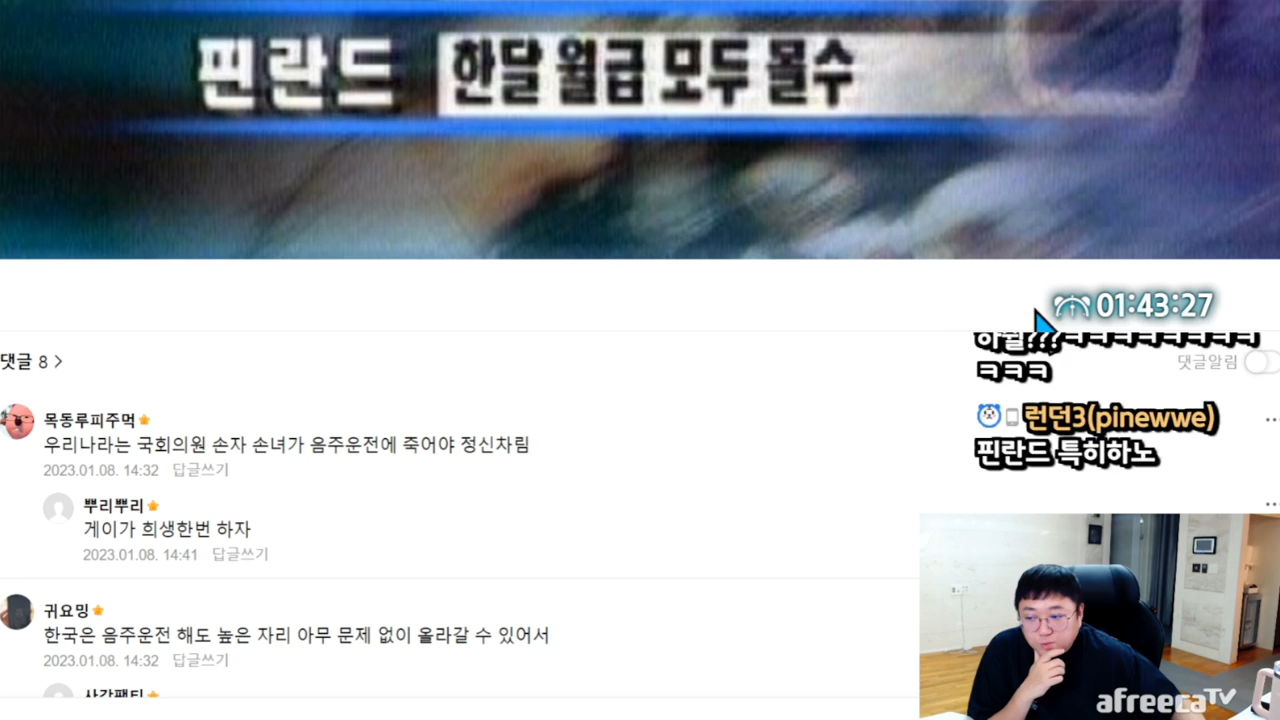 핀란드 한달 월급 모두 몰수
01:43:27
하필???ㅋㅋㅋㅋㅋㅋㅋㅋ
ㅋㅋㅋ
댓글 8
댓글알림
목동루피주먹
우리나라는 국회의원 손자 손녀가 음주운전에 죽어야 정신차림
2023.01.08. 14:32 답글쓰기
런던3(pinewwe)
핀란드 특히하노
뿌리뿌리
게이가 희생한번 하자
2023.01.08. 14:41 답글쓰기
귀요밍
한국은 음주운전 해도 높은 자리 아무 문제 없이 올라갈 수 있어서
2023.01.08. 14:32 답글쓰기
afreecaTV